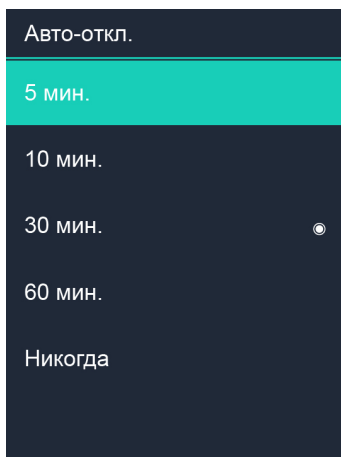 Авто-откл.
5 мин.
10 мин.
30 мин.
60 мин.
Никогда